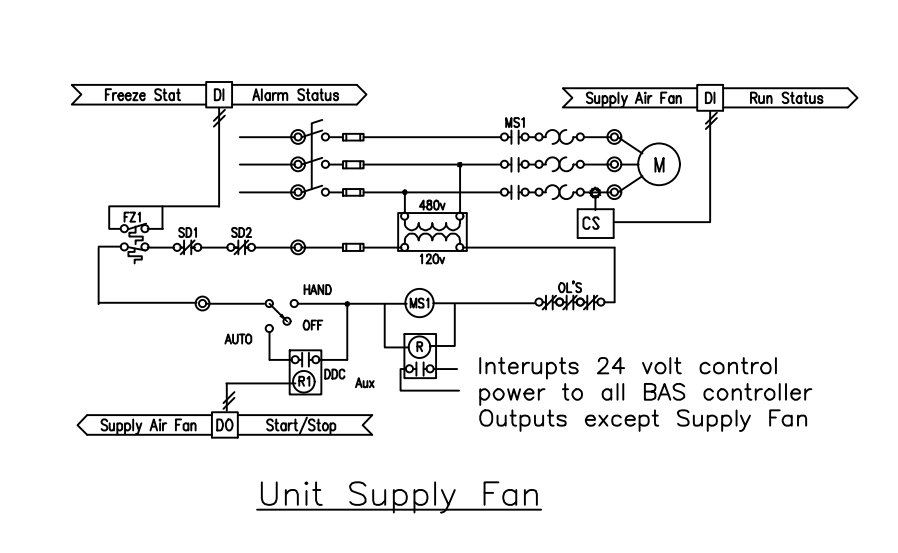 Freeze Stat DI Alarm Status
Supply Air Fan DI Run Status
MS1
M
480v
CS
FZ1
SD1
SD2
120v
OL'S
HAND
MS1
OFF
AUTO
R
R1
DDC
Aux
Interupts 24 volt control
power to all BAS controller
Outputs except Supply Fan
Supply Air Fan DO Start/Stop
Unit Supply Fan